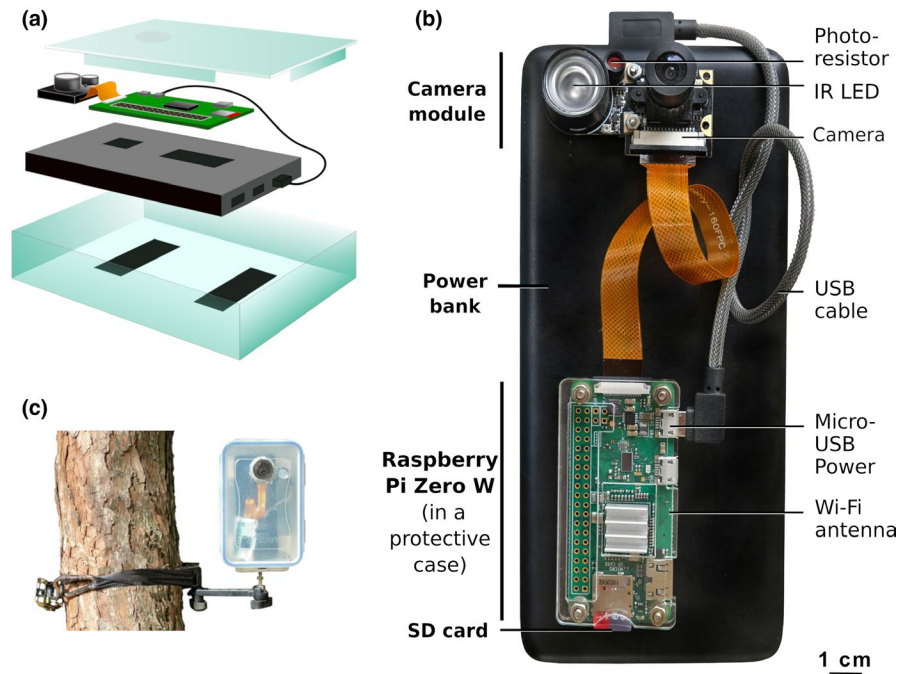 (a)
(b)
Camera
module
Photo-
resistor
IR LED
Camera
Power
bank
USB
cable
(c)
Raspberry
Pi Zero W
(in a
protective
case)
Micro-
USB
Power
Wi-Fi
antenna
SD card
1 cm